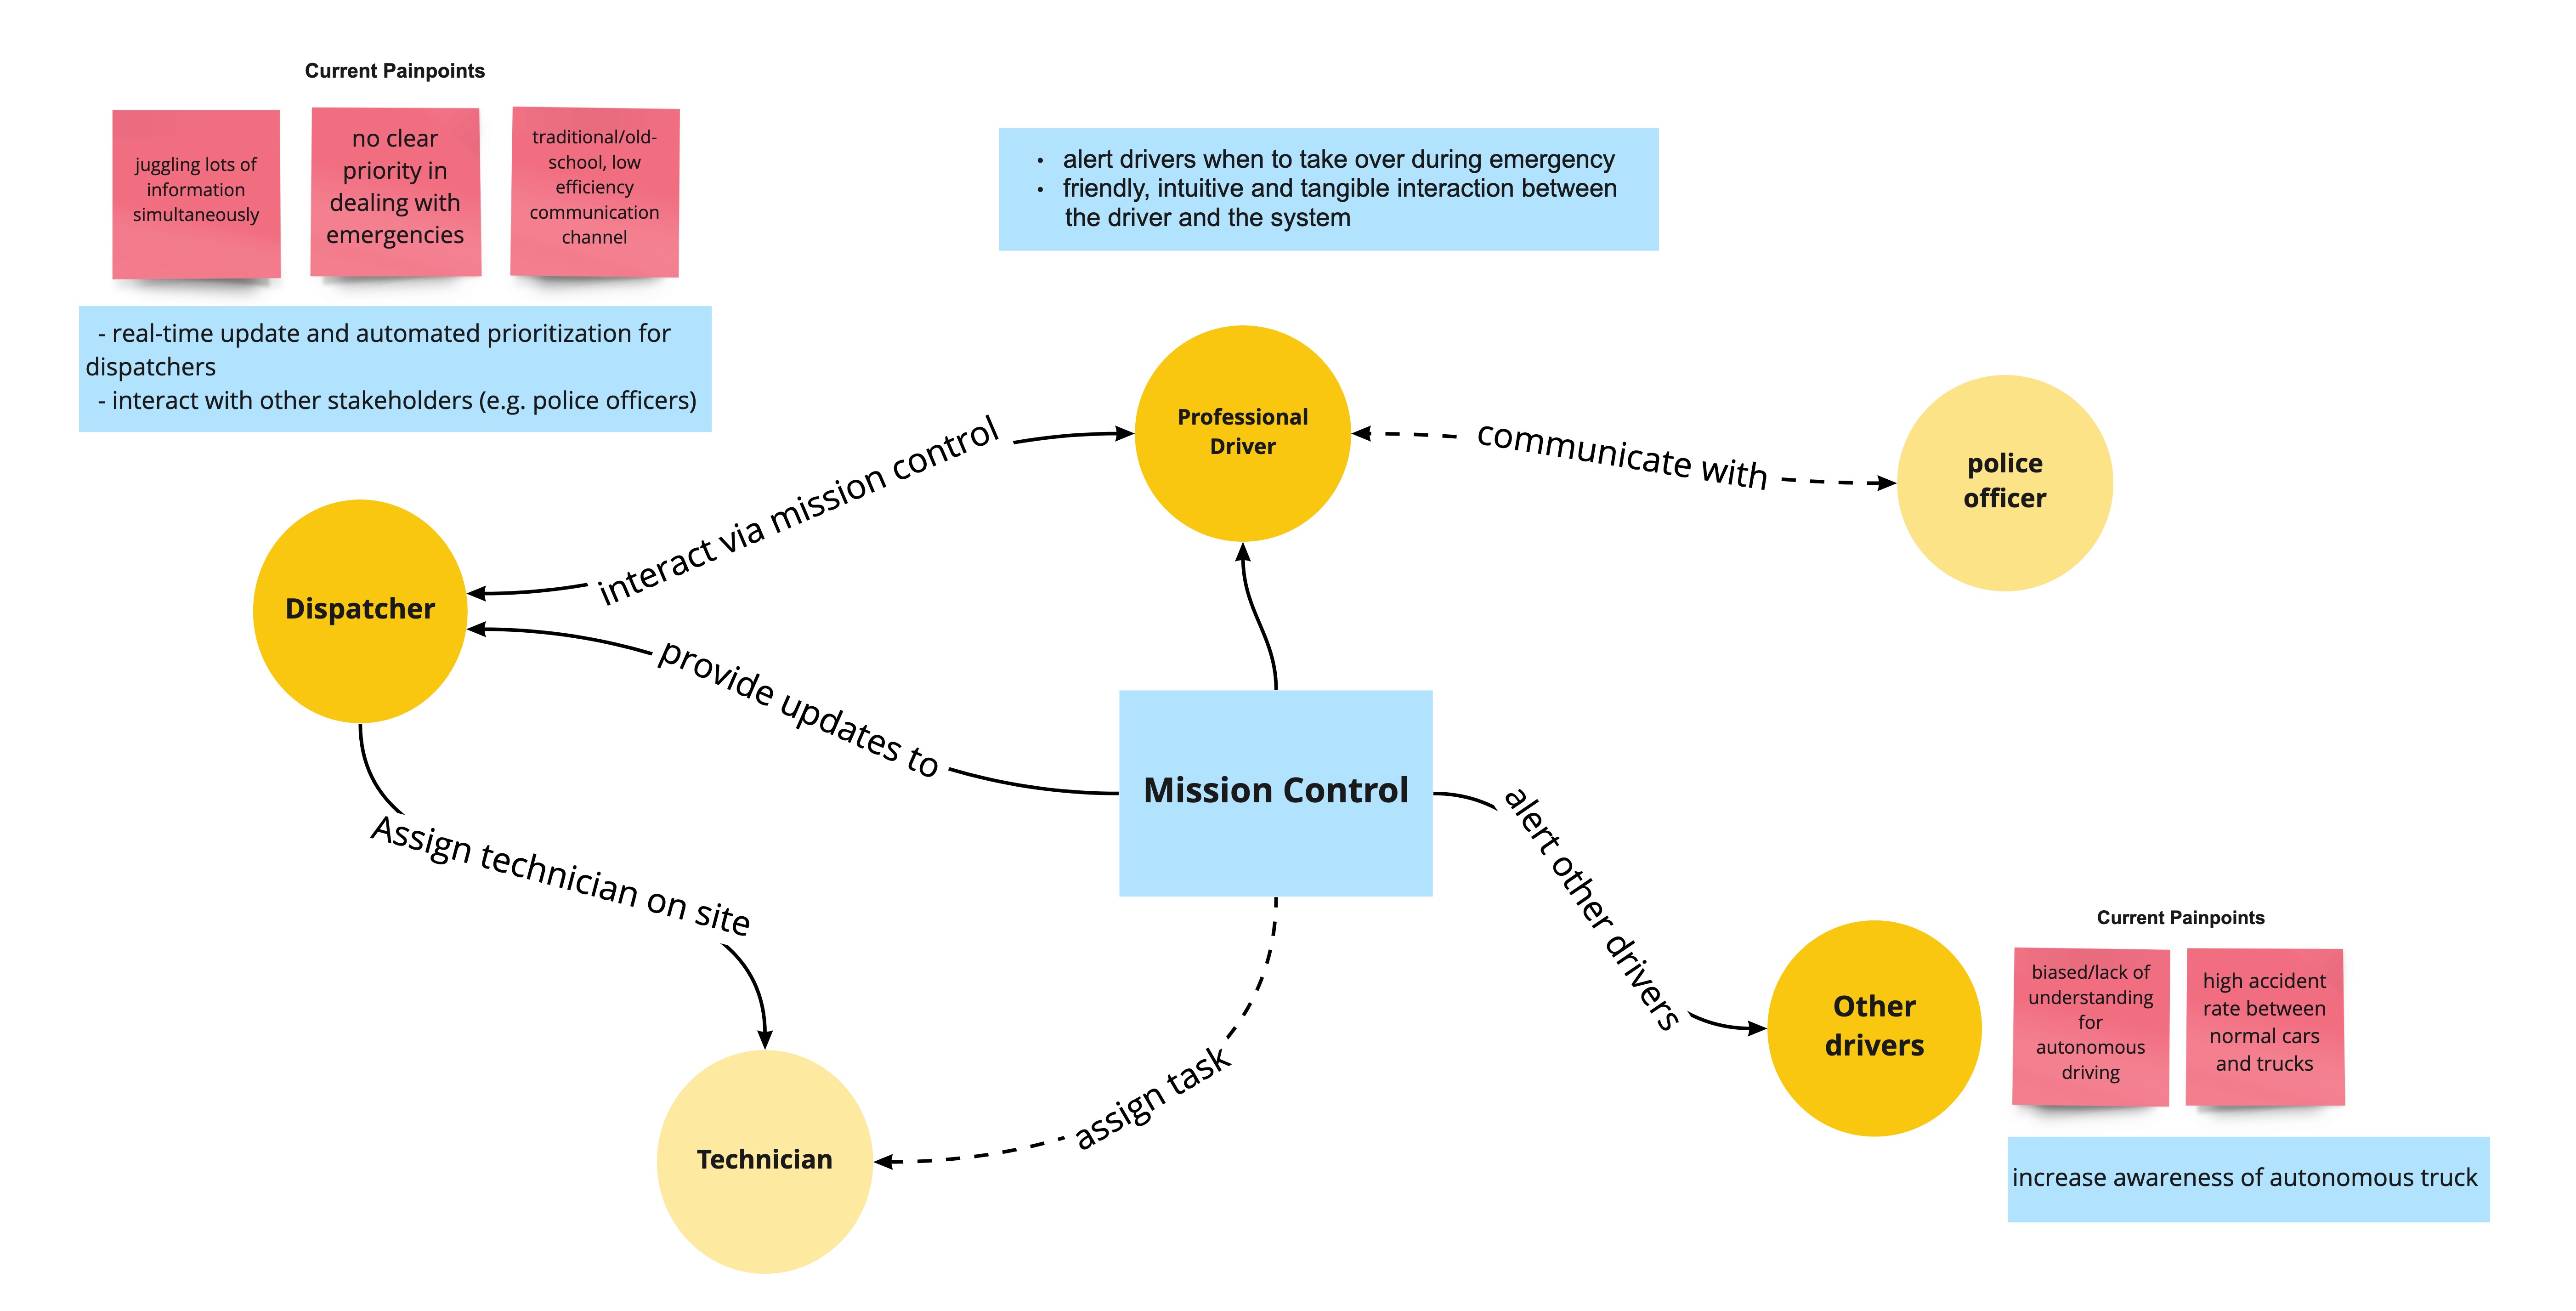 Current Painpoints
juggling lots of
information
simultaneously
no clear
priority in
dealing with
emergencies
traditional/old-
school, low
efficiency
communication
channel
- real-time update and automated prioritization for
dispatchers
- interact with other stakeholders (e.g. police officers)
• alert drivers when to take over during emergency
• friendly, intuitive and tangible interaction between
the driver and the system
Professional
Driver
communicate with
police
officer
interact via mission control
Dispatcher
provide updates to
Mission Control
Assign technician on site
alert other drivers
assign task
Technician
Other
drivers
Current Painpoints
biased/lack of
understanding
for
autonomous
driving
high accident
rate between
normal cars
and trucks
increase awareness of autonomous truck